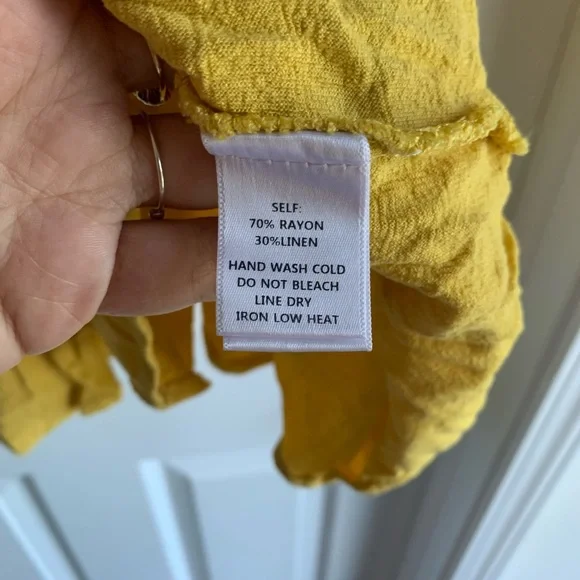 SELF:
70% RAYON
30%LINEN
HAND WASH COLD
DO NOT BLEACH
LINE DRY
IRON LOW HEAT